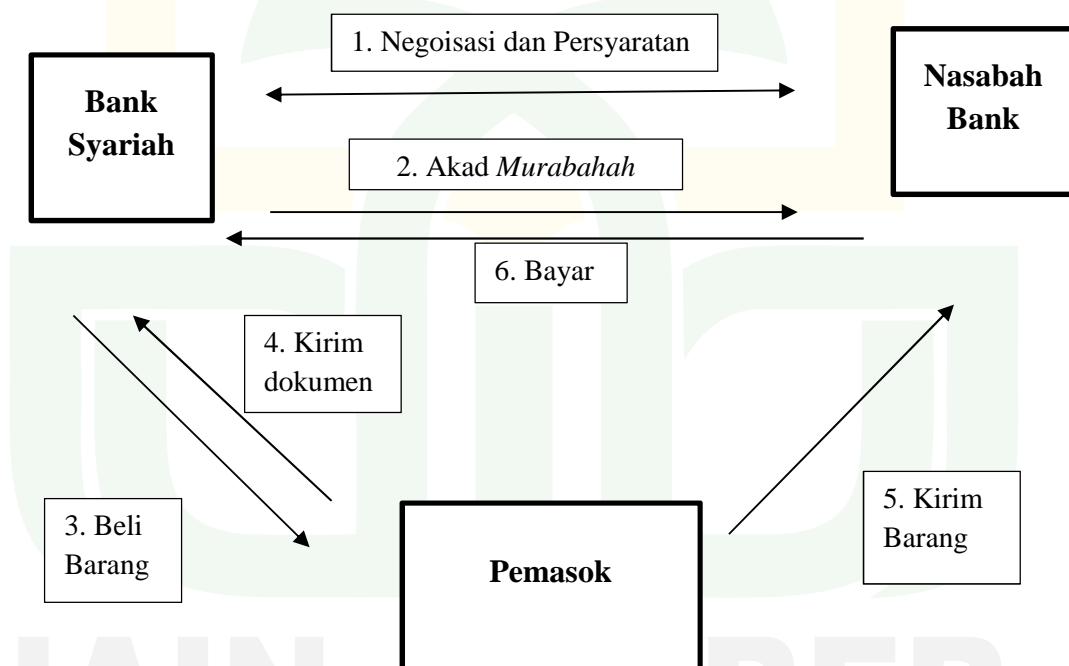 1. Negoisasi dan Persyaratan
Bank
Syariah
Nasabah
Bank
2. Akad Murabahah
6. Bayar
4. Kirim
dokumen
3. Beli
Barang
5. Kirim
Barang
Pemasok
IAIN